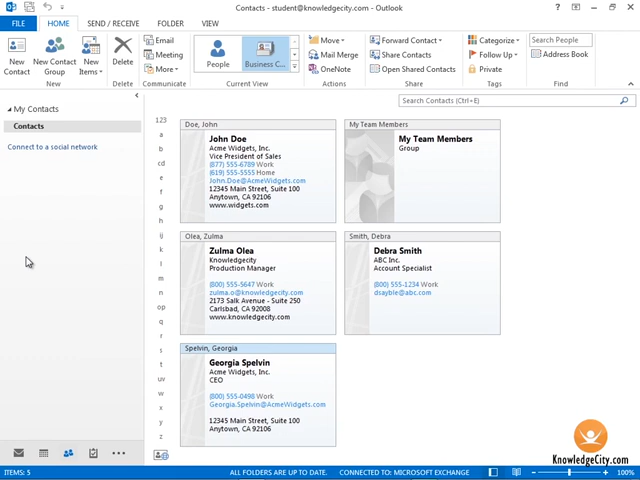 Contacts - student@knowledgecity.com - Outlook
FILE
HOME
SEND / RECEIVE
FOLDER
VIEW
New Contact
New Contact Group
New Items
New
Delete
Delete
Email
Meeting
More
Communicate
People
Business C...
Current View
Move
Mail Merge
OneNote
Actions
Forward Contact
Share Contacts
Open Shared Contacts
Share
Categorize
Follow Up
Private
Tags
Search People
Address Book
Find
My Contacts
Contacts
Connect to a social network
Search Contacts (Ctrl+E)
123
a
b
cd
e
f
g
h
ij
k
l
m
n
op
q
r
s
t
uv
w
x
y
z
Doe, John
John Doe
Acme Widgets, Inc.
Vice President of Sales
(877) 555-6789 Work
(619) 555-5555 Home
John.Doe@AcmeWidgets.com
12345 Main Street, Suite 100
Anytown, CA 92106
www.widgets.com
My Team Members
My Team Members
Group
Olea, Zulma
Zulma Olea
Knowledgecity
Production Manager
(800) 555-5647 Work
zulma.o@knowledgecity.com
2173 Salk Avenue - Suite 250
Carlsbad, CA 92008
www.knowledgecity.com
Smith, Debra
Debra Smith
ABC Inc.
Account Specialist
(800) 555-1234 Work
dsayble@abc.com
Spelvin, Georgia
Georgia Spelvin
Acme Widgets, Inc.
CEO
(800) 555-0498 Work
Georgia.Spelvin@AcmeWidgets.com
12345 Main Street, Suite 100
Anytown, CA 92106
KnowledgeCity.com
ITEMS: 5
ALL FOLDERS ARE UP TO DATE.
CONNECTED TO: MICROSOFT EXCHANGE
100%